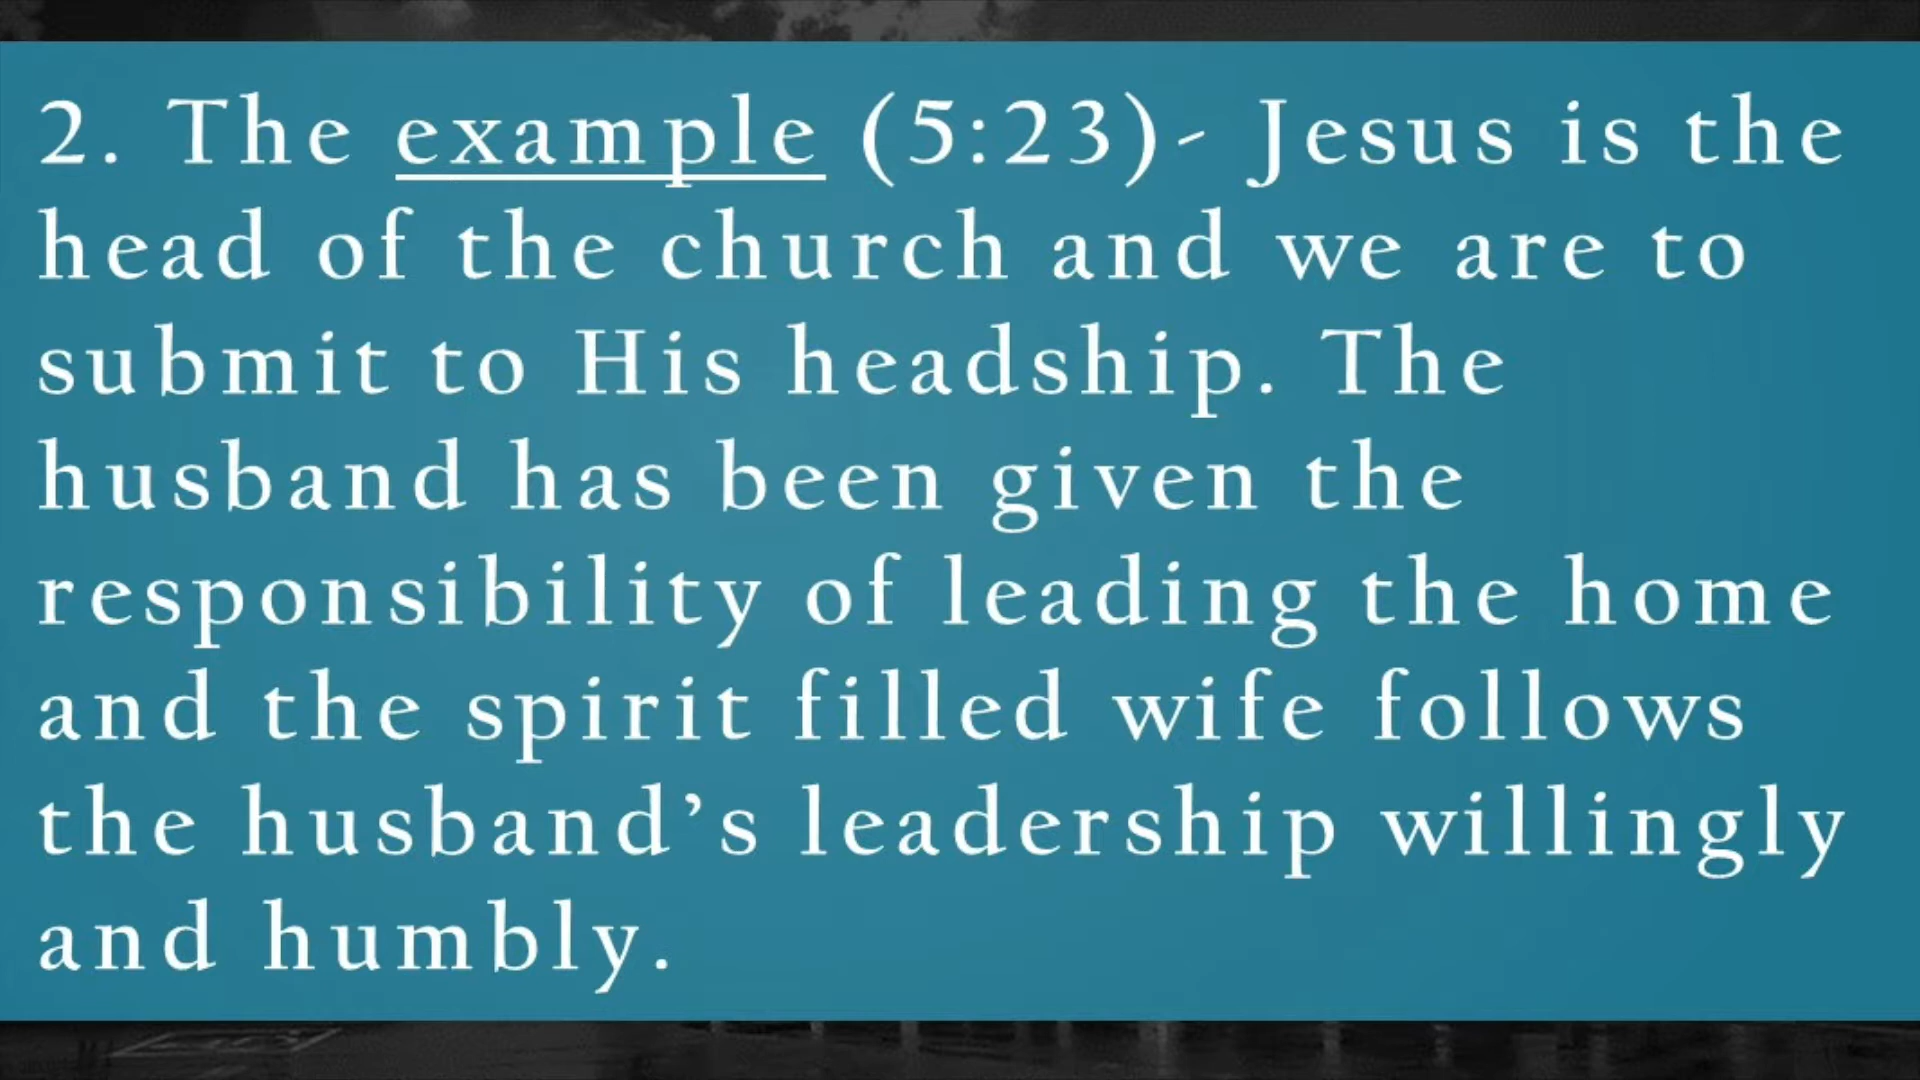 2. The example (5:23)- Jesus is the
head of the church and we are to
submit to His headship. The
husband has been given the
responsibility of leading the home
and the spirit filled wife follows
the husband’s leadership willingly
and humbly.